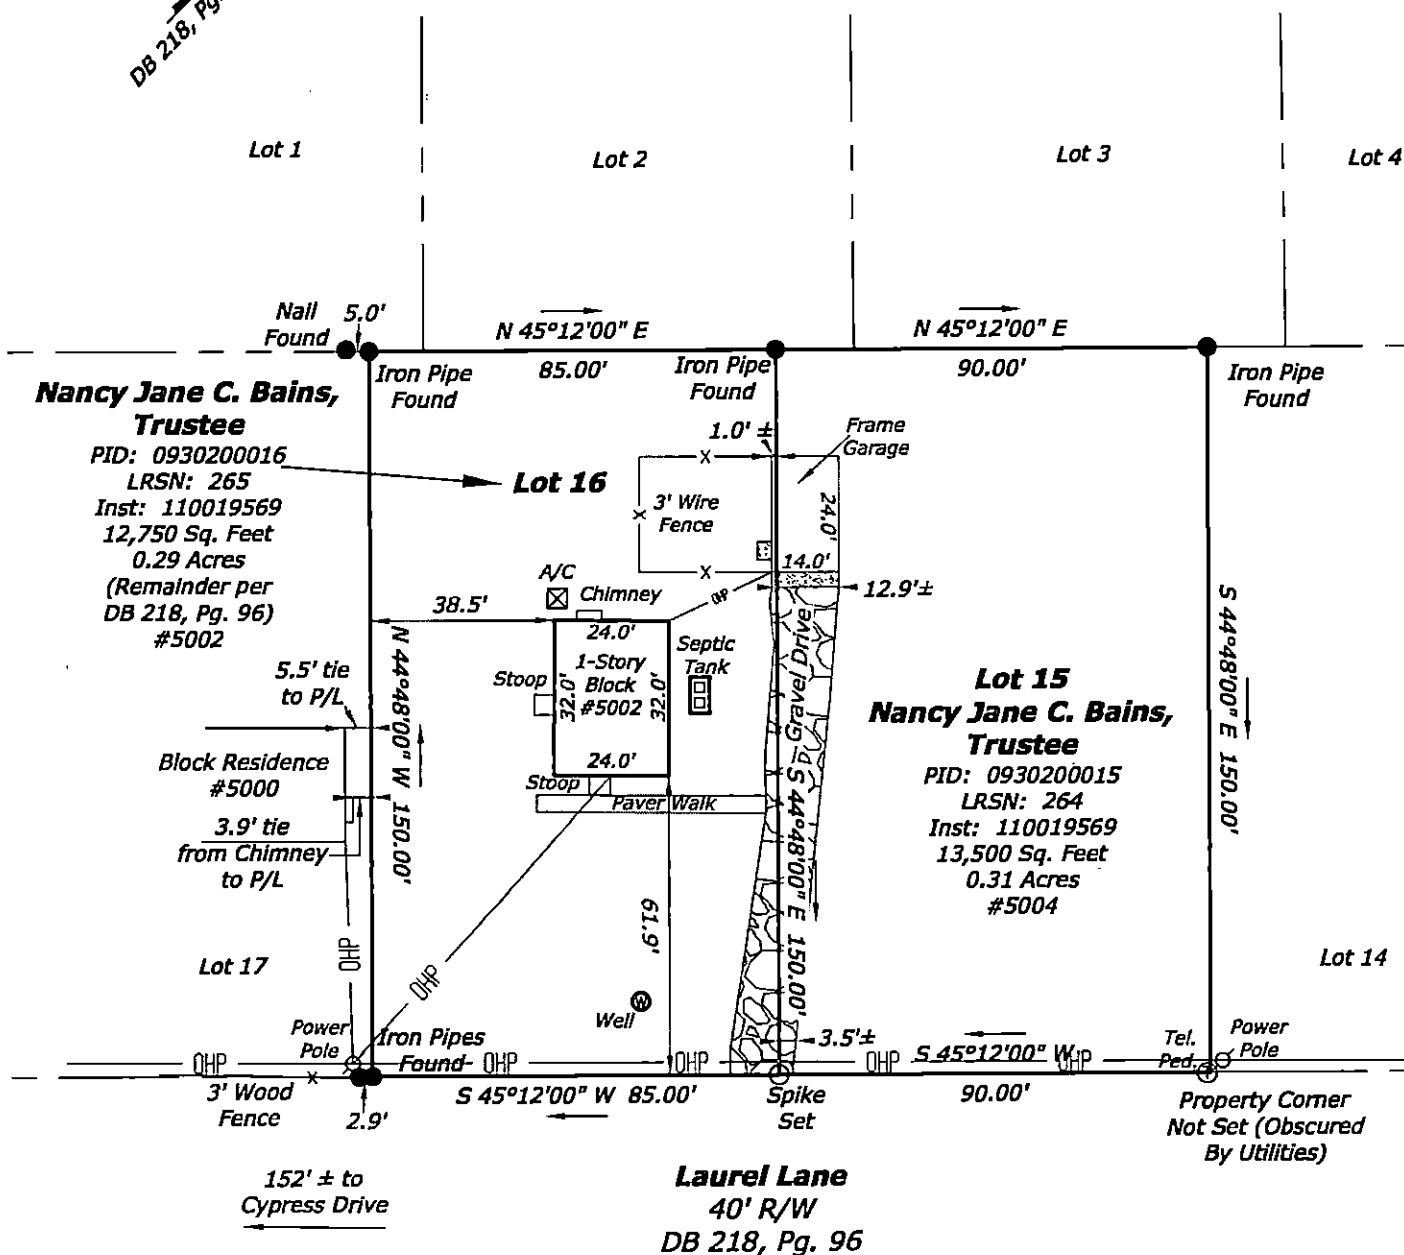 DB 218, Pg.
Lot 1
Lot 2
Lot 3
Lot 4
Nail
Found
5.0'
N 45°12'00" E
85.00'
N 45°12'00" E
90.00'
Iron Pipe
Found
Iron Pipe
Found
Iron Pipe
Found
Nancy Jane C. Bains,
Trustee
PID: 0930200016
LRSN: 265
Inst: 110019569
12,750 Sq. Feet
0.29 Acres
(Remainder per
DB 218, Pg. 96)
#5002
Lot 16
1.0' ±
Frame
Garage
3' Wire
Fence
X
X
X
24.0'
14.0'
12.9'±
A/C
Chimney
OHP
38.5'
24.0'
1-Story
Block
#5002
32.0'
32.0'
24.0'
Septic
Tank
Stoop
Stoop
Paver Walk
Gravel Drive
S 44°48'00" E 150.00'
N 44°48'00" W 150.00'
S 44°48'00" E 150.00'
5.5' tie
to P/L
Block Residence
#5000
3.9' tie
from Chimney
to P/L
Lot 15
Nancy Jane C. Bains,
Trustee
PID: 0930200015
LRSN: 264
Inst: 110019569
13,500 Sq. Feet
0.31 Acres
#5004
61.9'
OHP
OHP
Lot 17
Lot 14
W
Well
Power
Pole
Iron Pipes
Found
3.5'±
Tel.
Ped.
Power
Pole
OHP
OHP
OHP
OHP
OHP
S 45°12'00" W
90.00'
X
3' Wood
Fence
2.9'
S 45°12'00" W 85.00'
Spike
Set
Property Corner
Not Set (Obscured
By Utilities)
152' ± to
Cypress Drive
Laurel Lane
40' R/W
DB 218, Pg. 96